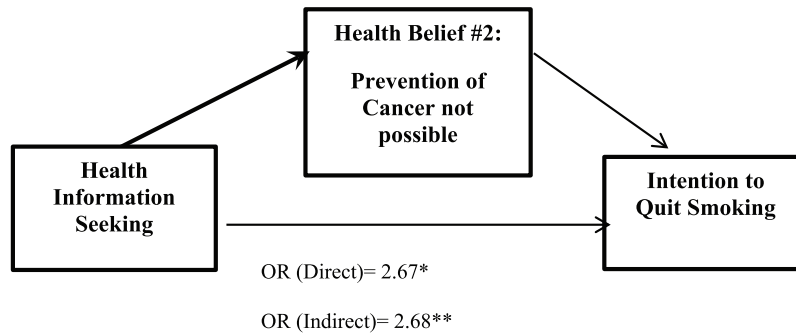 Health Belief #2:
Prevention of
Cancer not
possible
Health
Information
Seeking
Intention to
Quit Smoking
OR (Direct)= 2.67*
OR (Indirect)= 2.68**